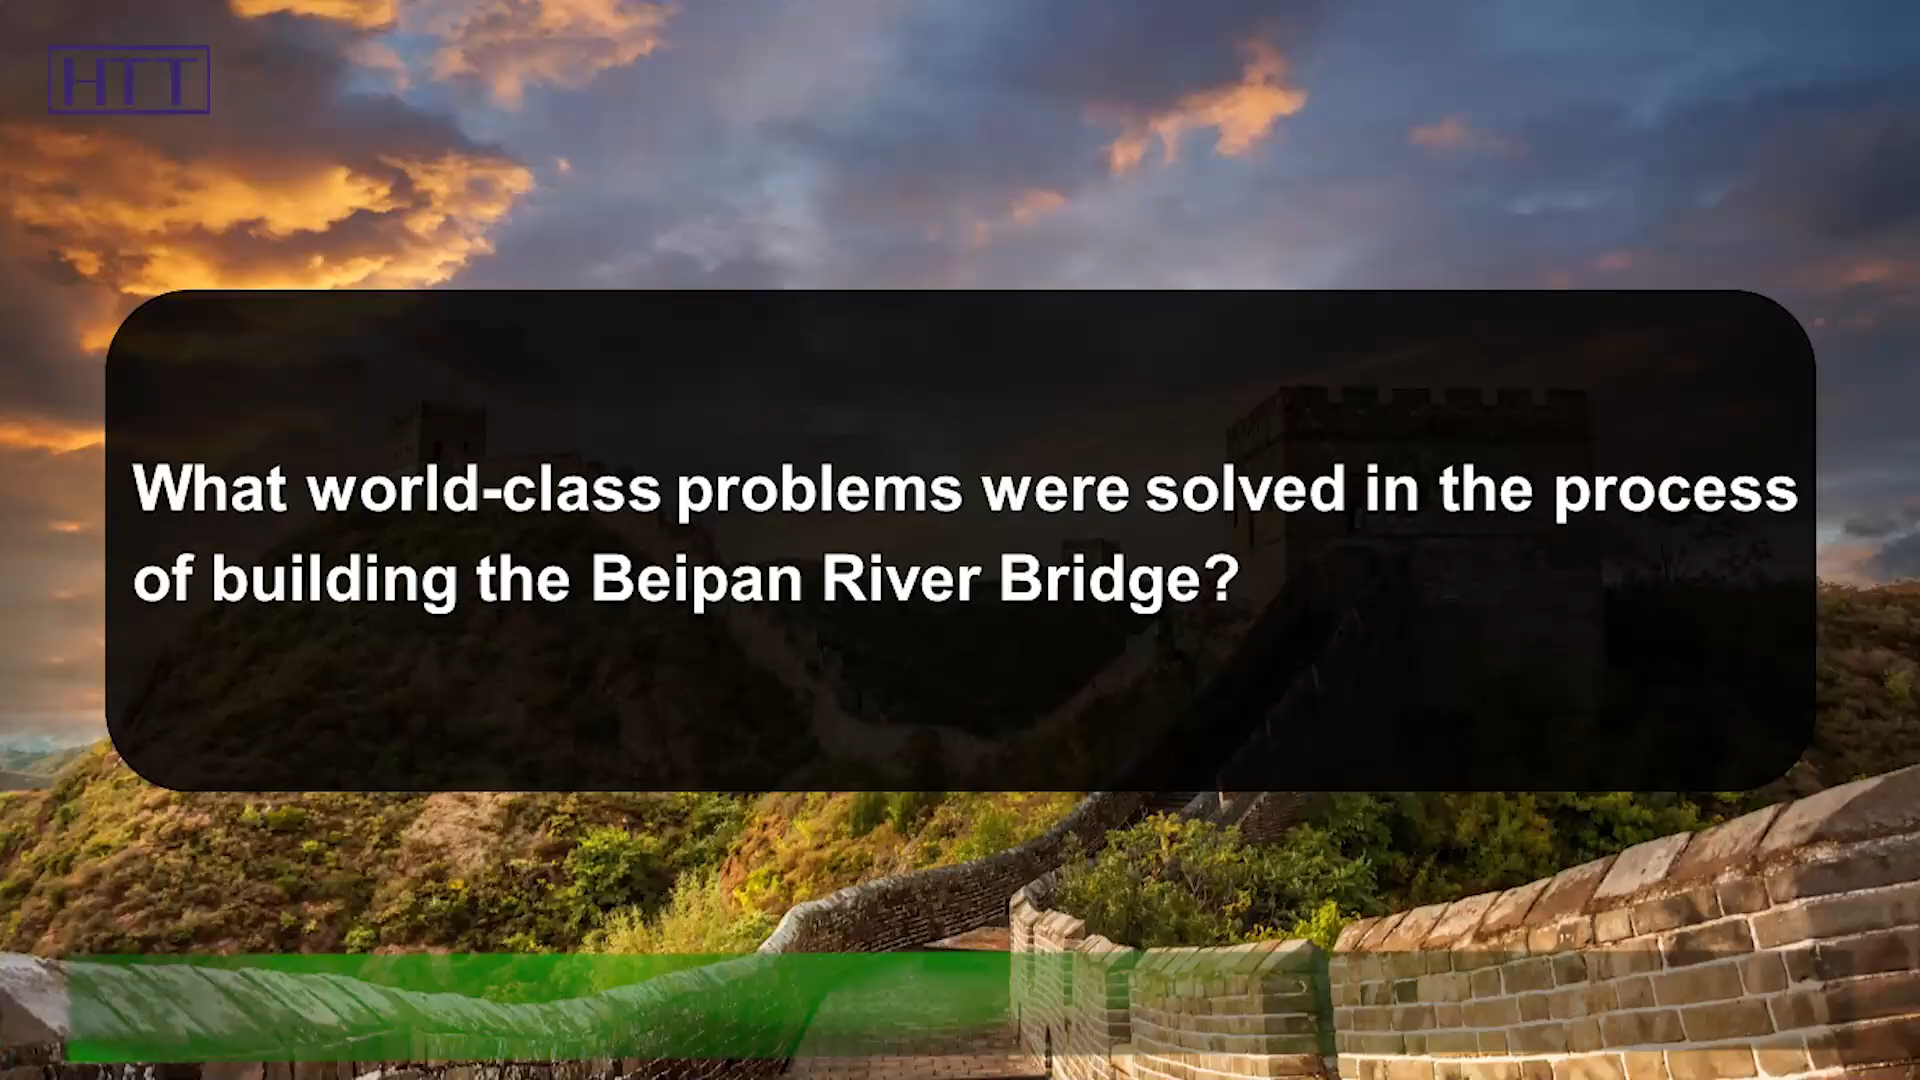 HTT
What world-class problems were solved in the process
of building the Beipan River Bridge?